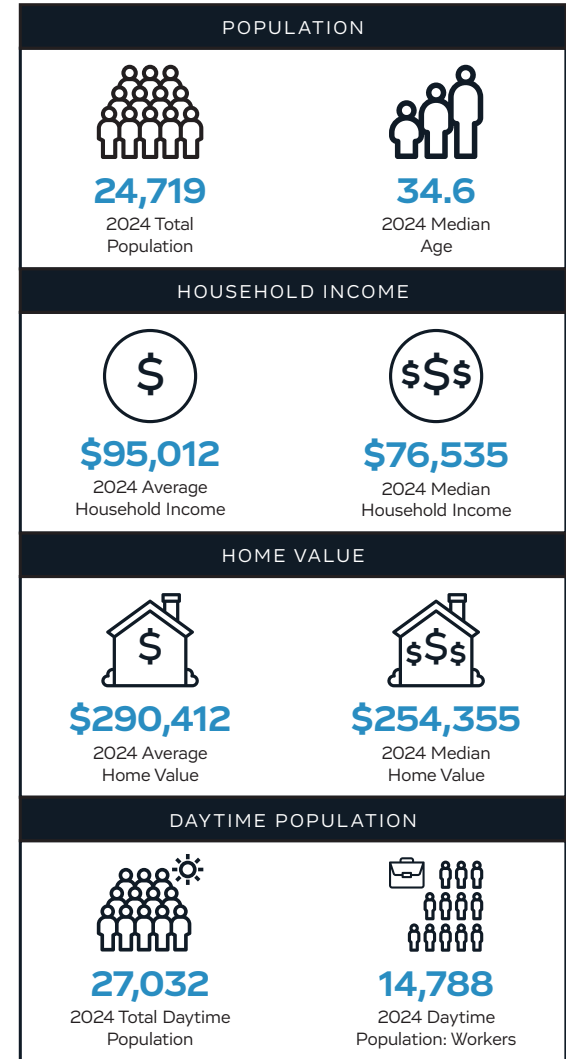 POPULATION
24,719
2024 Total
Population
34.6
2024 Median
Age
HOUSEHOLD INCOME
$
$95,012
2024 Average
Household Income
$$$
$76,535
2024 Median
Household Income
HOME VALUE
$
$290,412
2024 Average
Home Value
$$$
$254,355
2024 Median
Home Value
DAYTIME POPULATION
27,032
2024 Total Daytime
Population
14,788
2024 Daytime
Population: Workers